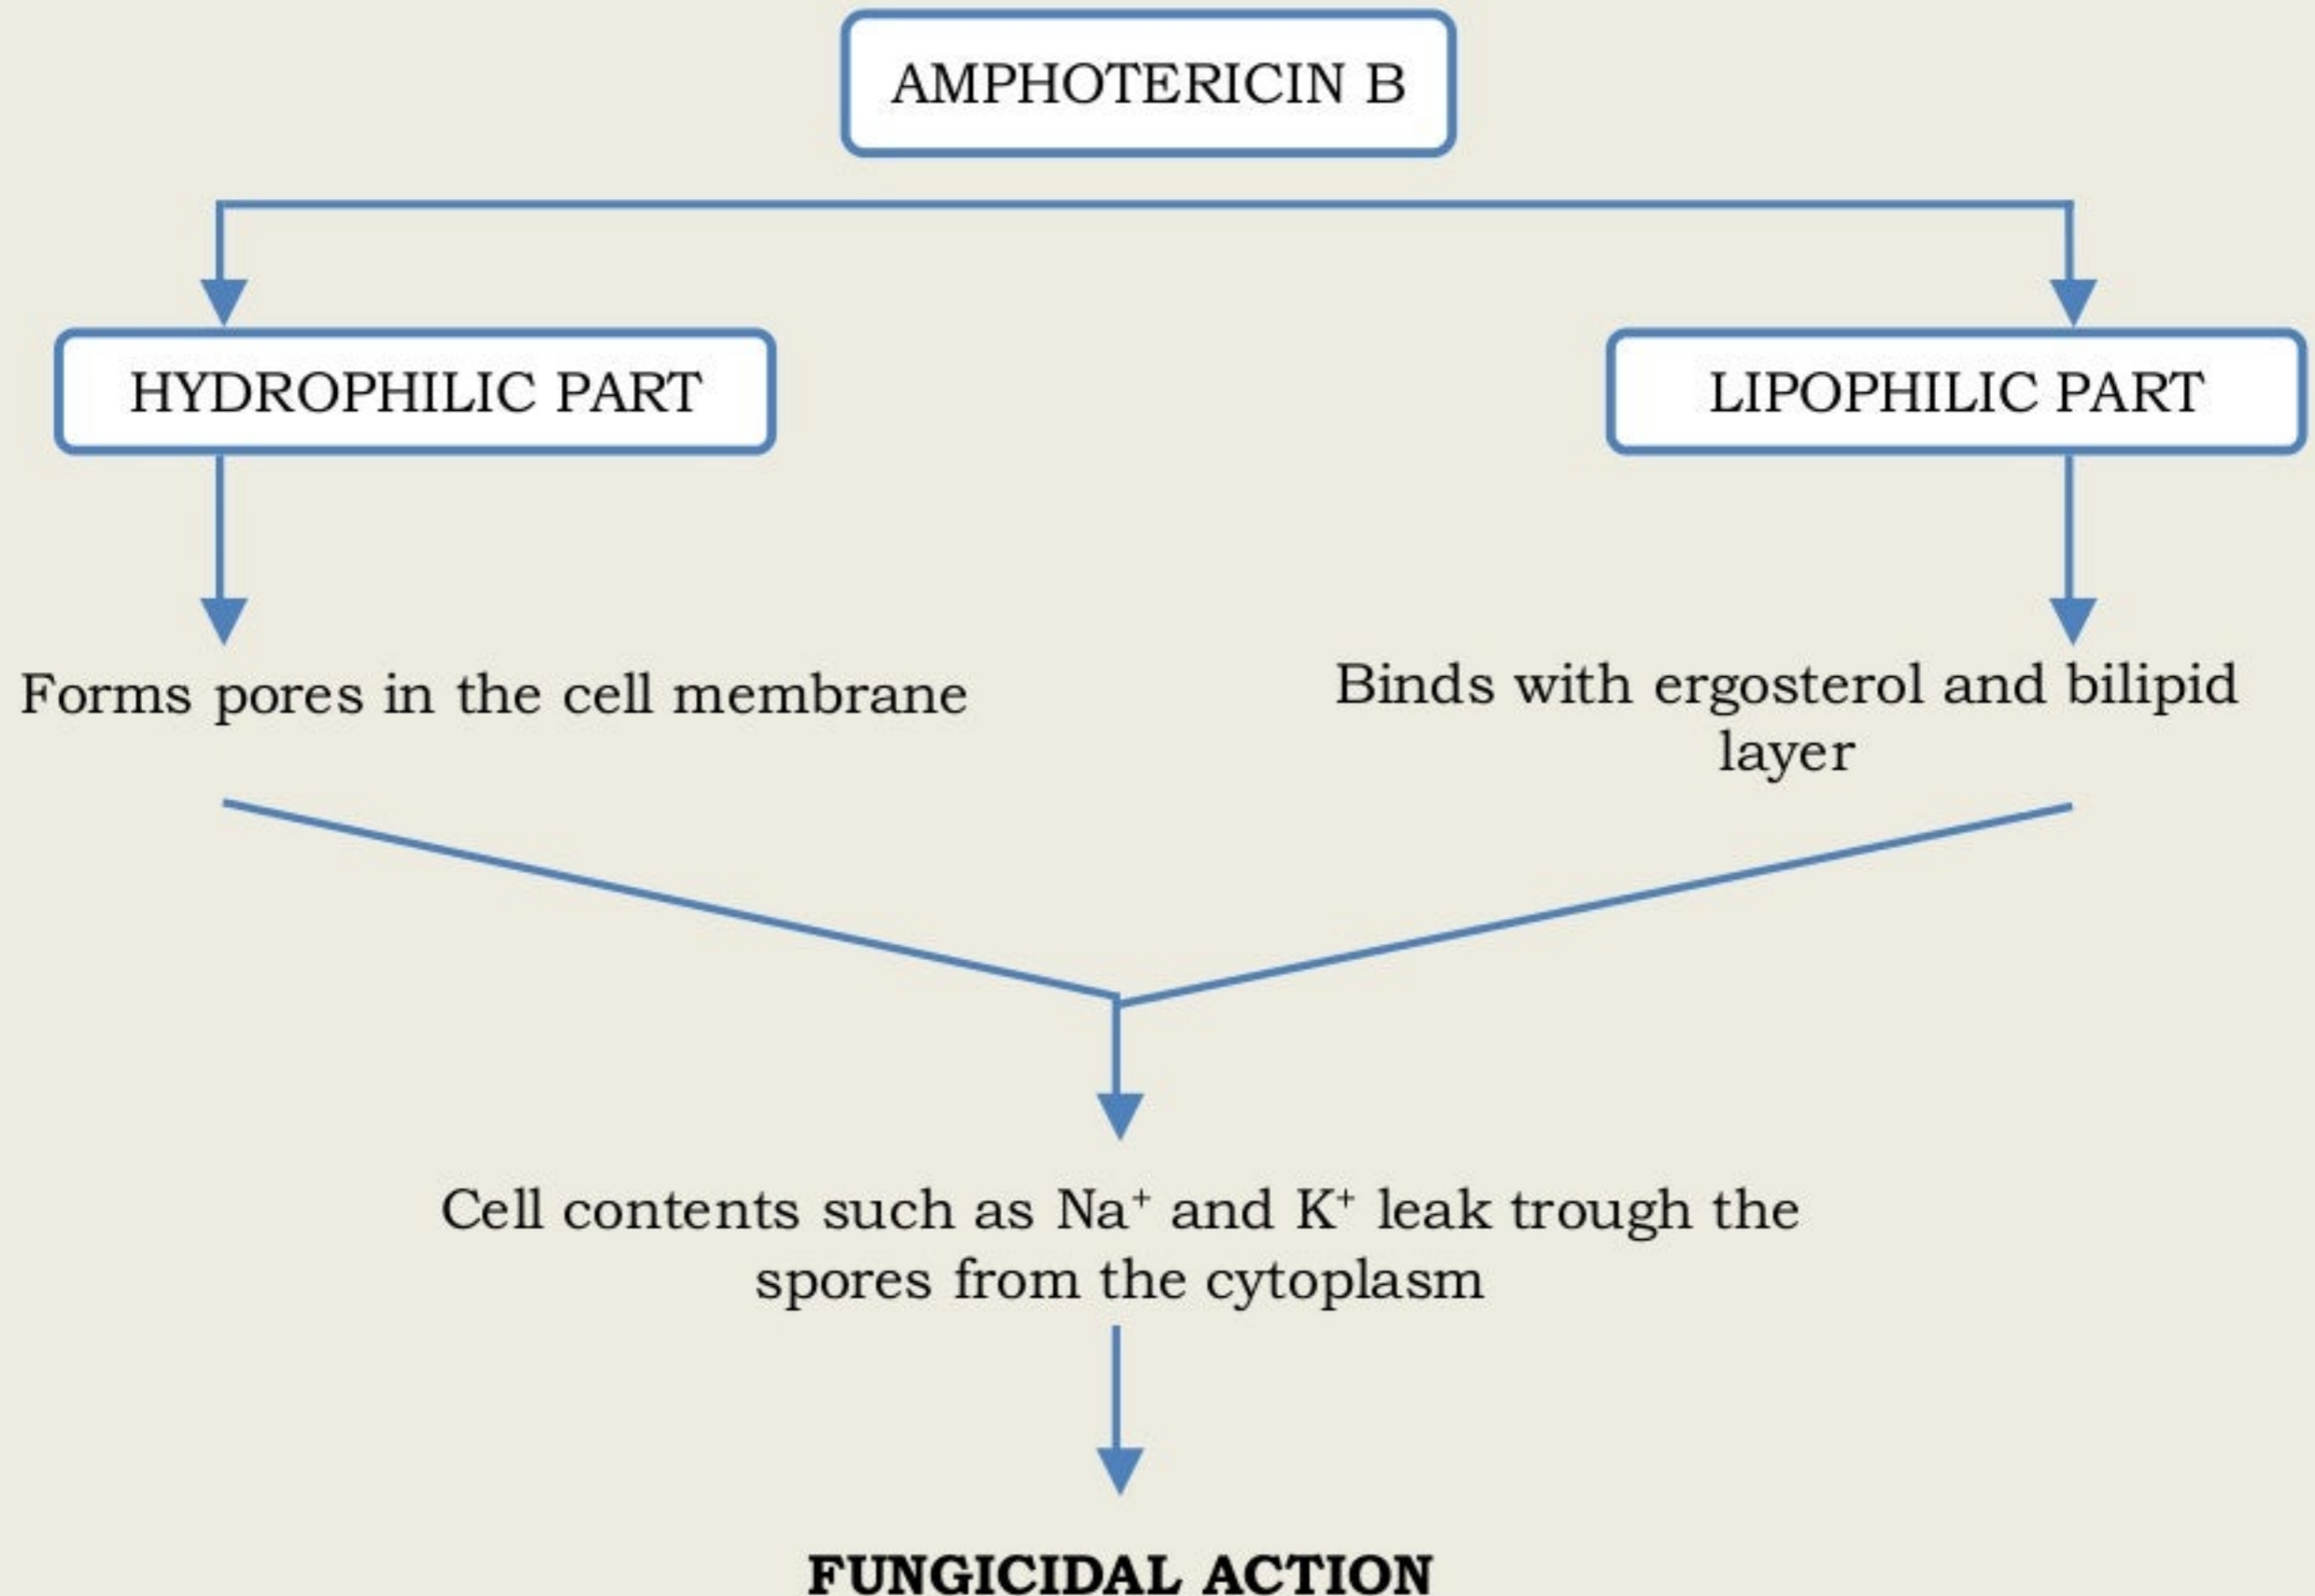 AMPHOTERICIN B
HYDROPHILIC PART
LIPOPHILIC PART
Forms pores in the cell membrane
Binds with ergosterol and bilipid
layer
Cell contents such as Na⁺ and K⁺ leak trough the
spores from the cytoplasm
FUNGICIDAL ACTION